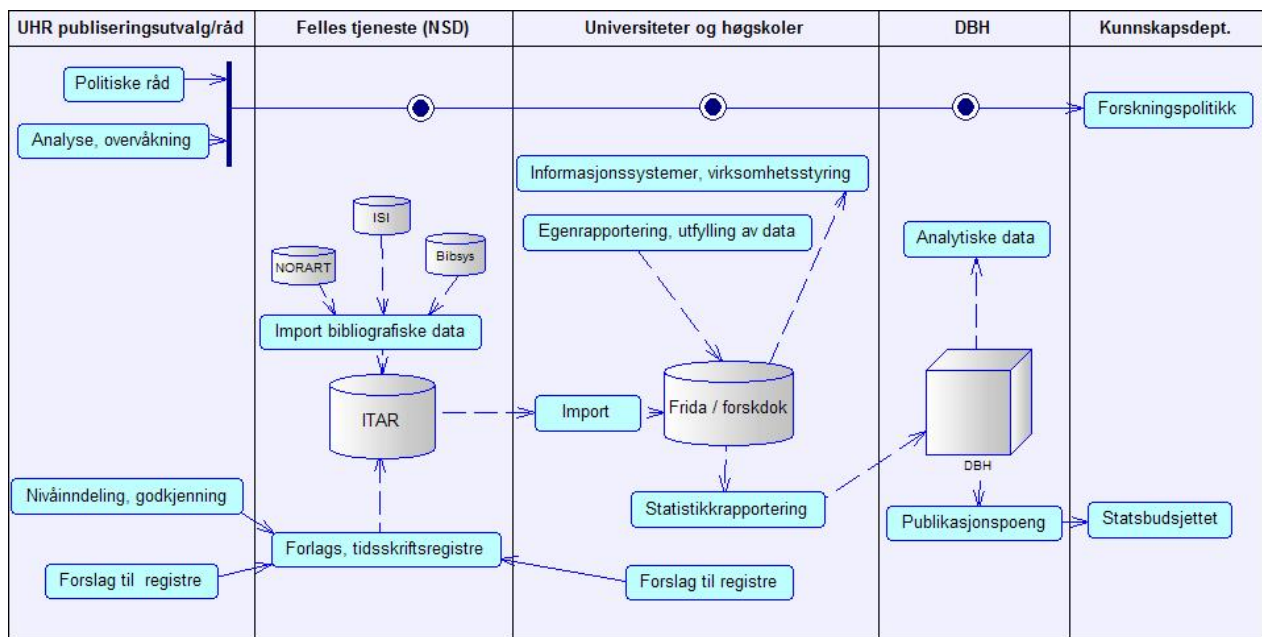 UHR publiseringsutvalg/råd
Felles tjeneste (NSD)
Universiteter og høgskoler
DBH
Kunnskapsdept.
Politiske råd
Analyse, overvåkning
Forskningspolitikk
Informasjonssystemer, virksomhetsstyring
Egenrapportering, utfylling av data
Analytiske data
ISI
NORART
Bibsys
Import bibliografiske data
ITAR
Import
Frida / forskdok
DBH
Nivåinndeling, godkjenning
Statistikkrapportering
Publikasjonspoeng
Statsbudsjettet
Forlags, tidsskriftsregistre
Forslag til registre
Forslag til registre